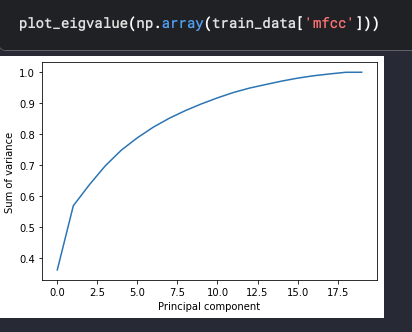 plot_eigvalue(np.array(train_data['mfcc']))
1.0
0.9
0.8
0.7
0.6
0.5
0.4
Sum of variance
0.0 2.5 5.0 7.5 10.0 12.5 15.0 17.5
Principal component